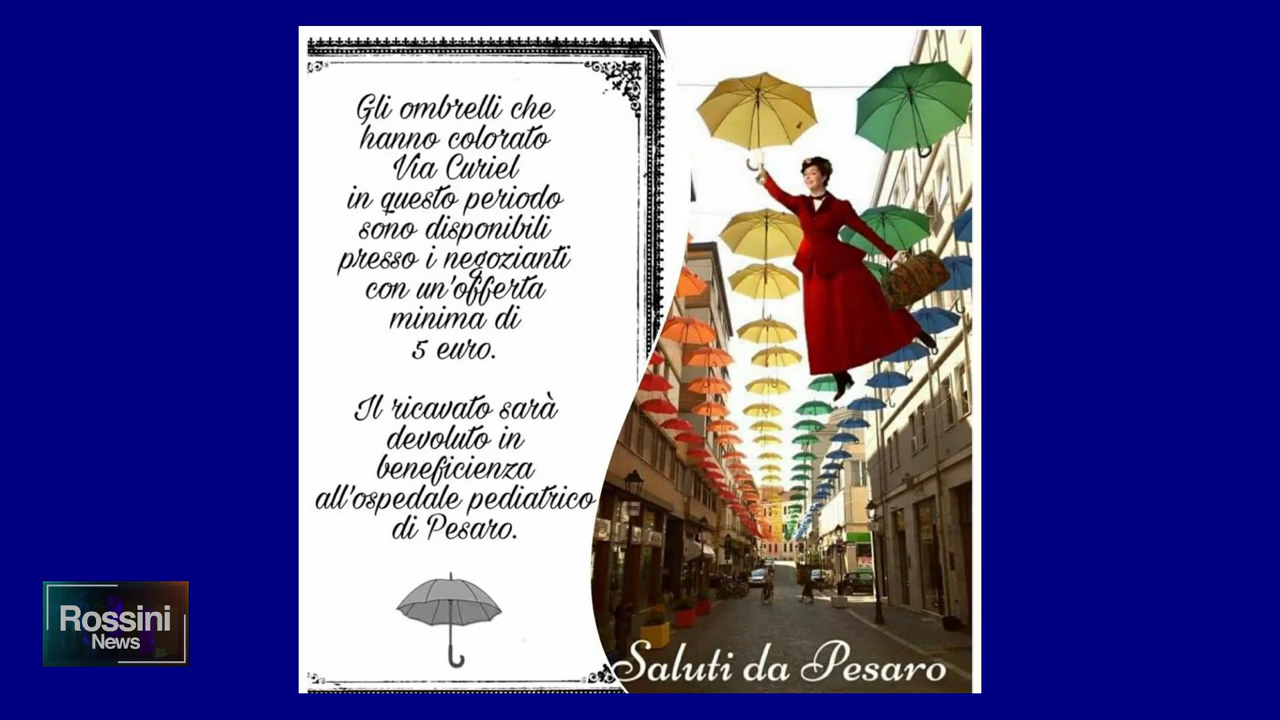 Gli ombrelli che
hanno colorato
Via Curiel
in questo periodo
sono disponibili
presso i negozianti
con un'offerta
minima di
5 euro.
Il ricavato sarà
devoluto in
beneficienza
all'ospedale pediatrico
di Pesaro.
Saluti da Pesaro
Rossini
News